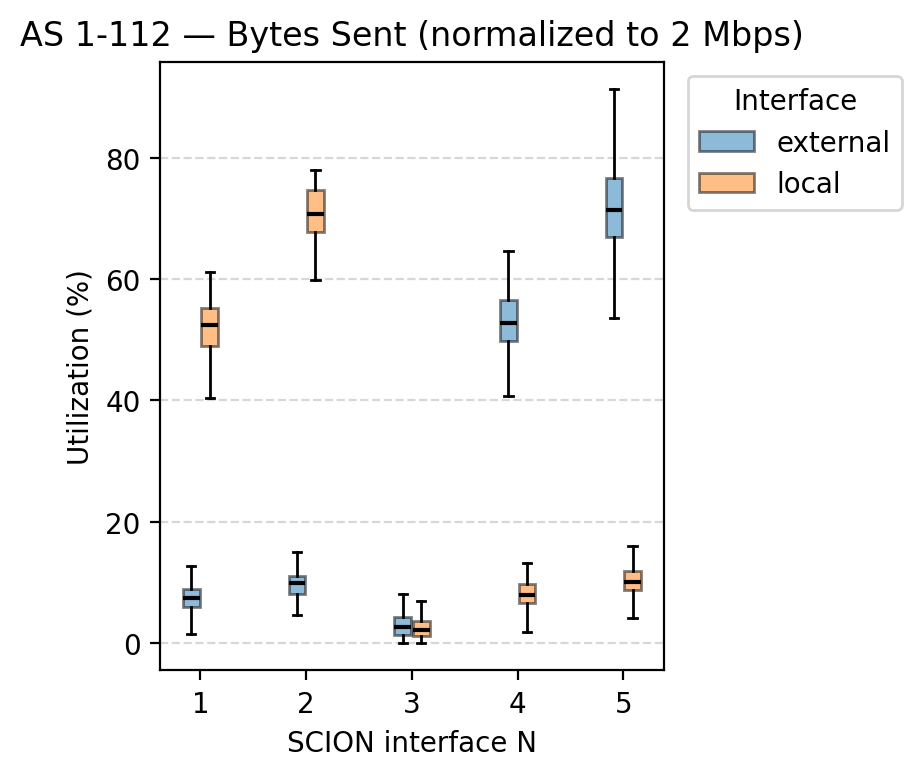 AS 1-112 — Bytes Sent (normalized to 2 Mbps)
Interface
external
local
Utilization (%)
80
60
40
20
0
1 2 3 4 5
SCION interface N